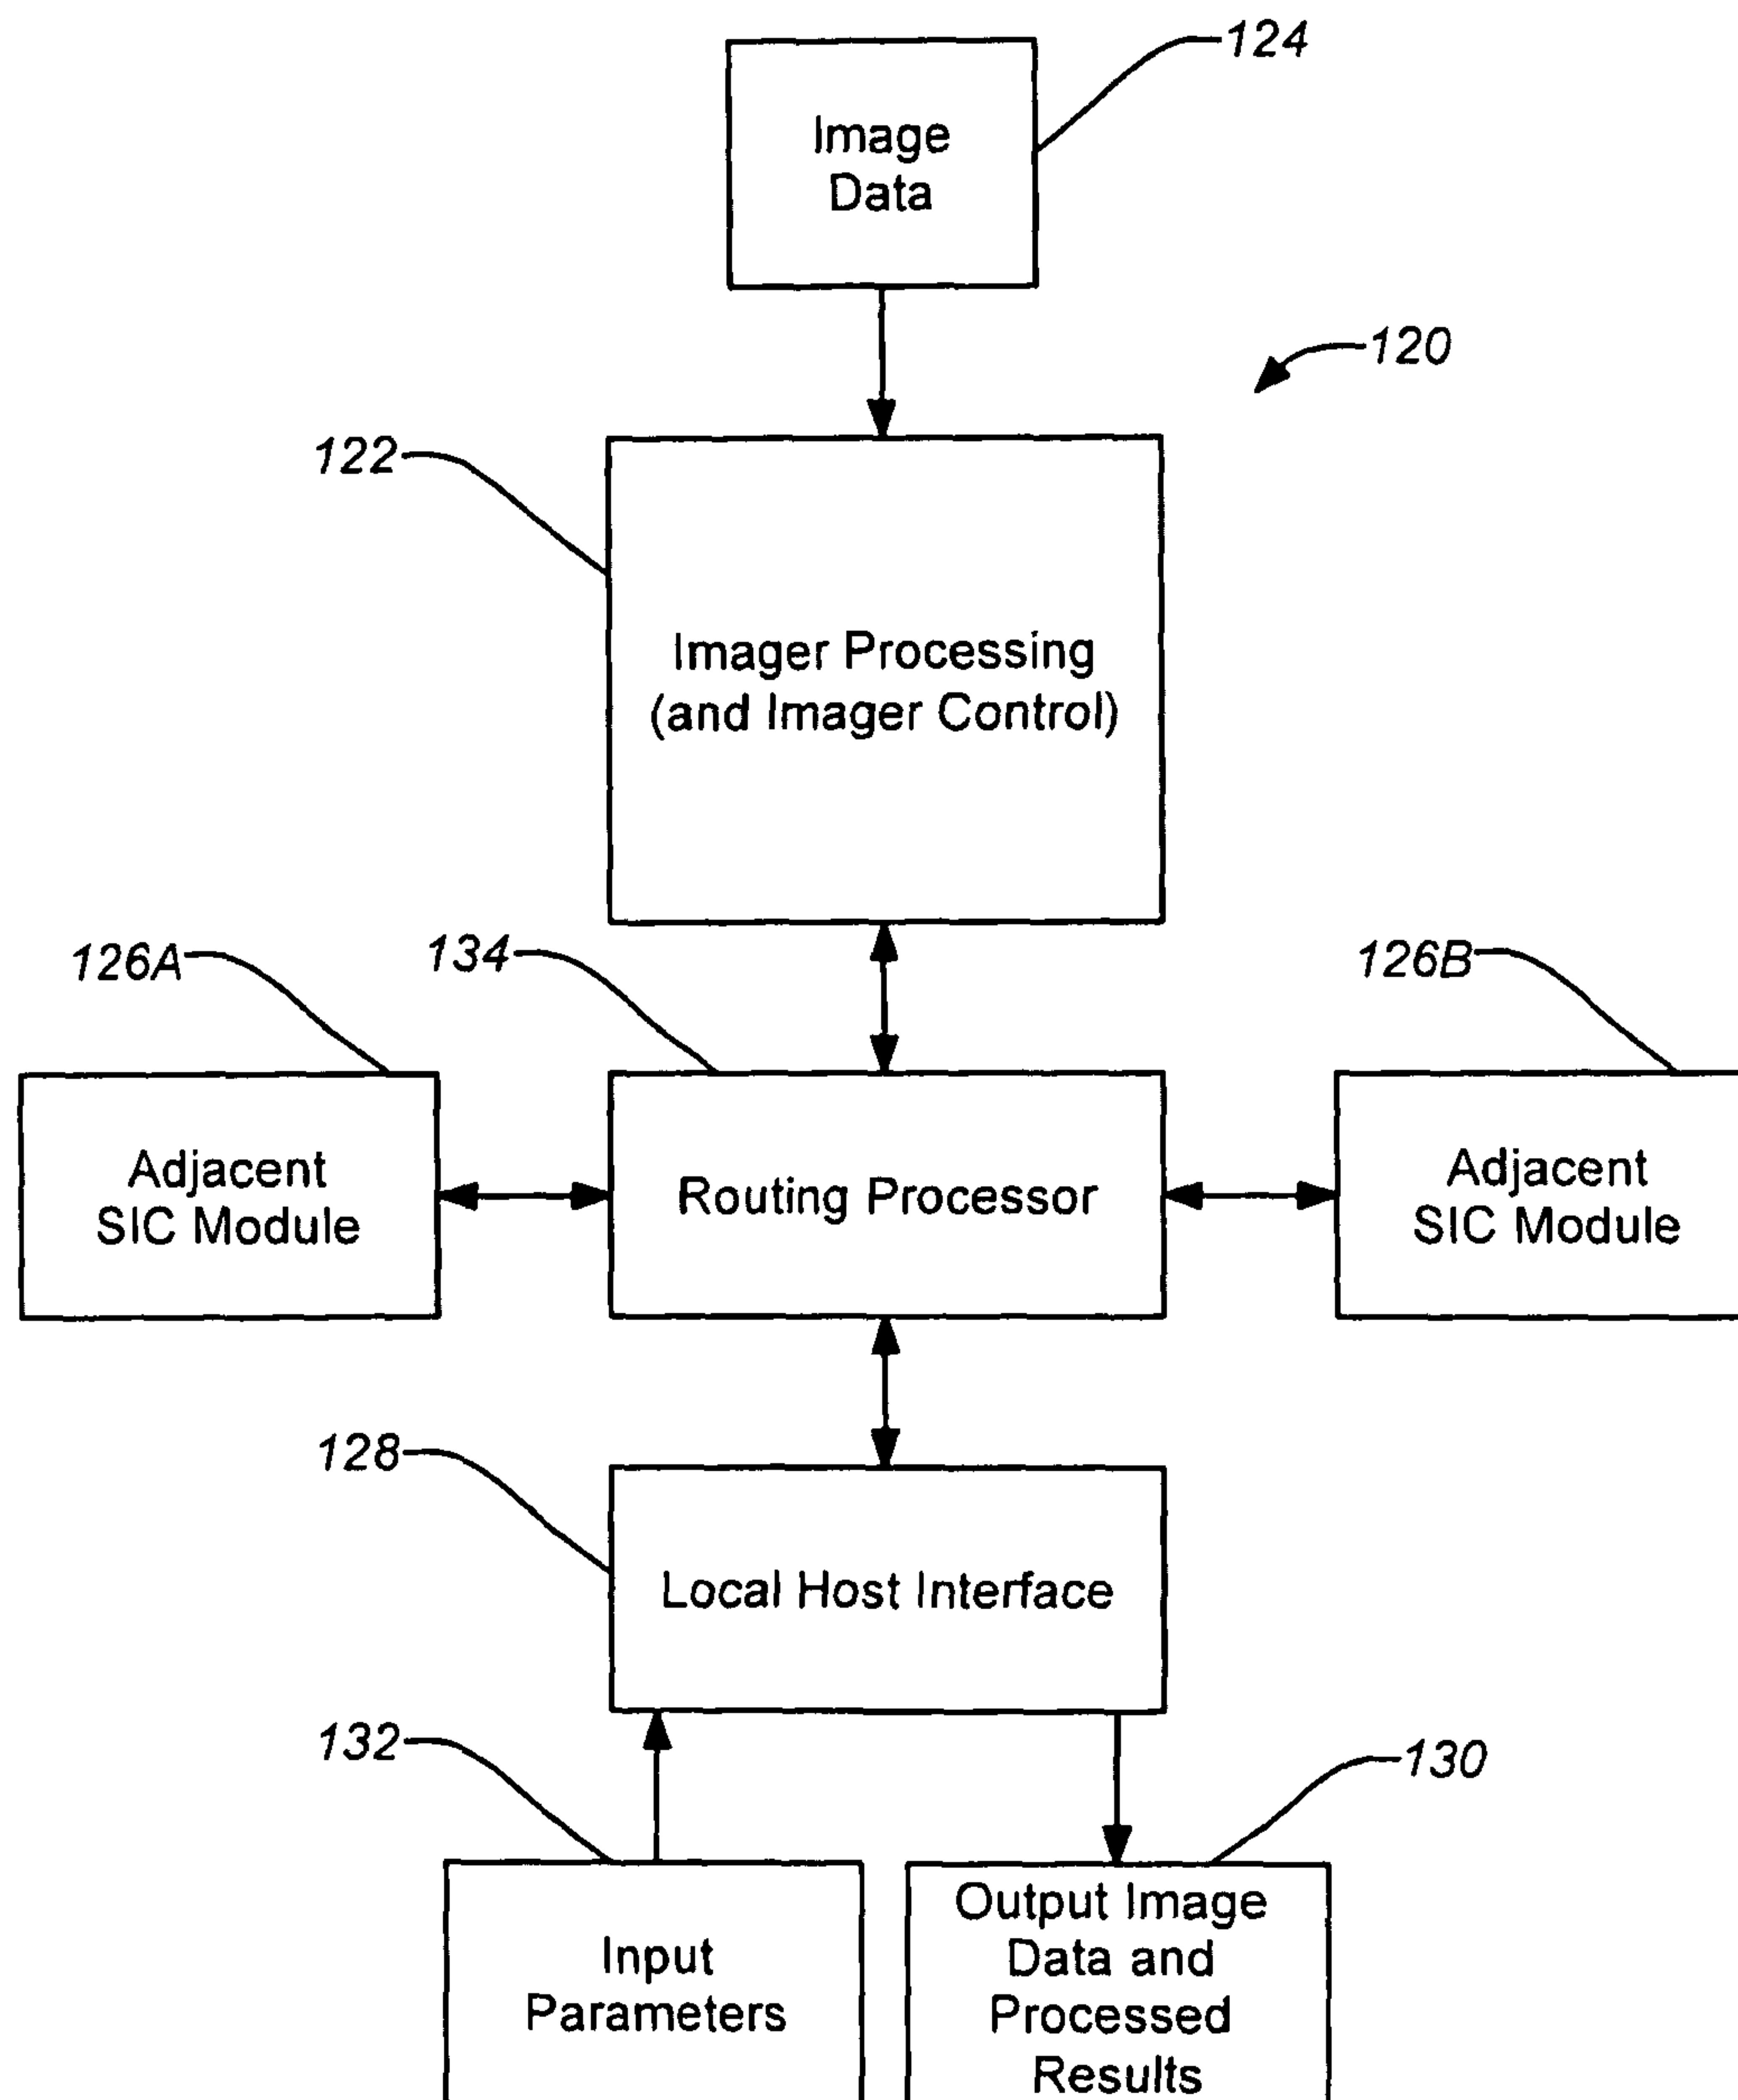 124
Image
Data
120
122
Imager Processing
(and Imager Control)
126A
134
126B
Adjacent
SIC Module
Routing Processor
Adjacent
SIC Module
128
Local Host Interface
132
130
Input
Parameters
Output Image
Data and
Processed
Results